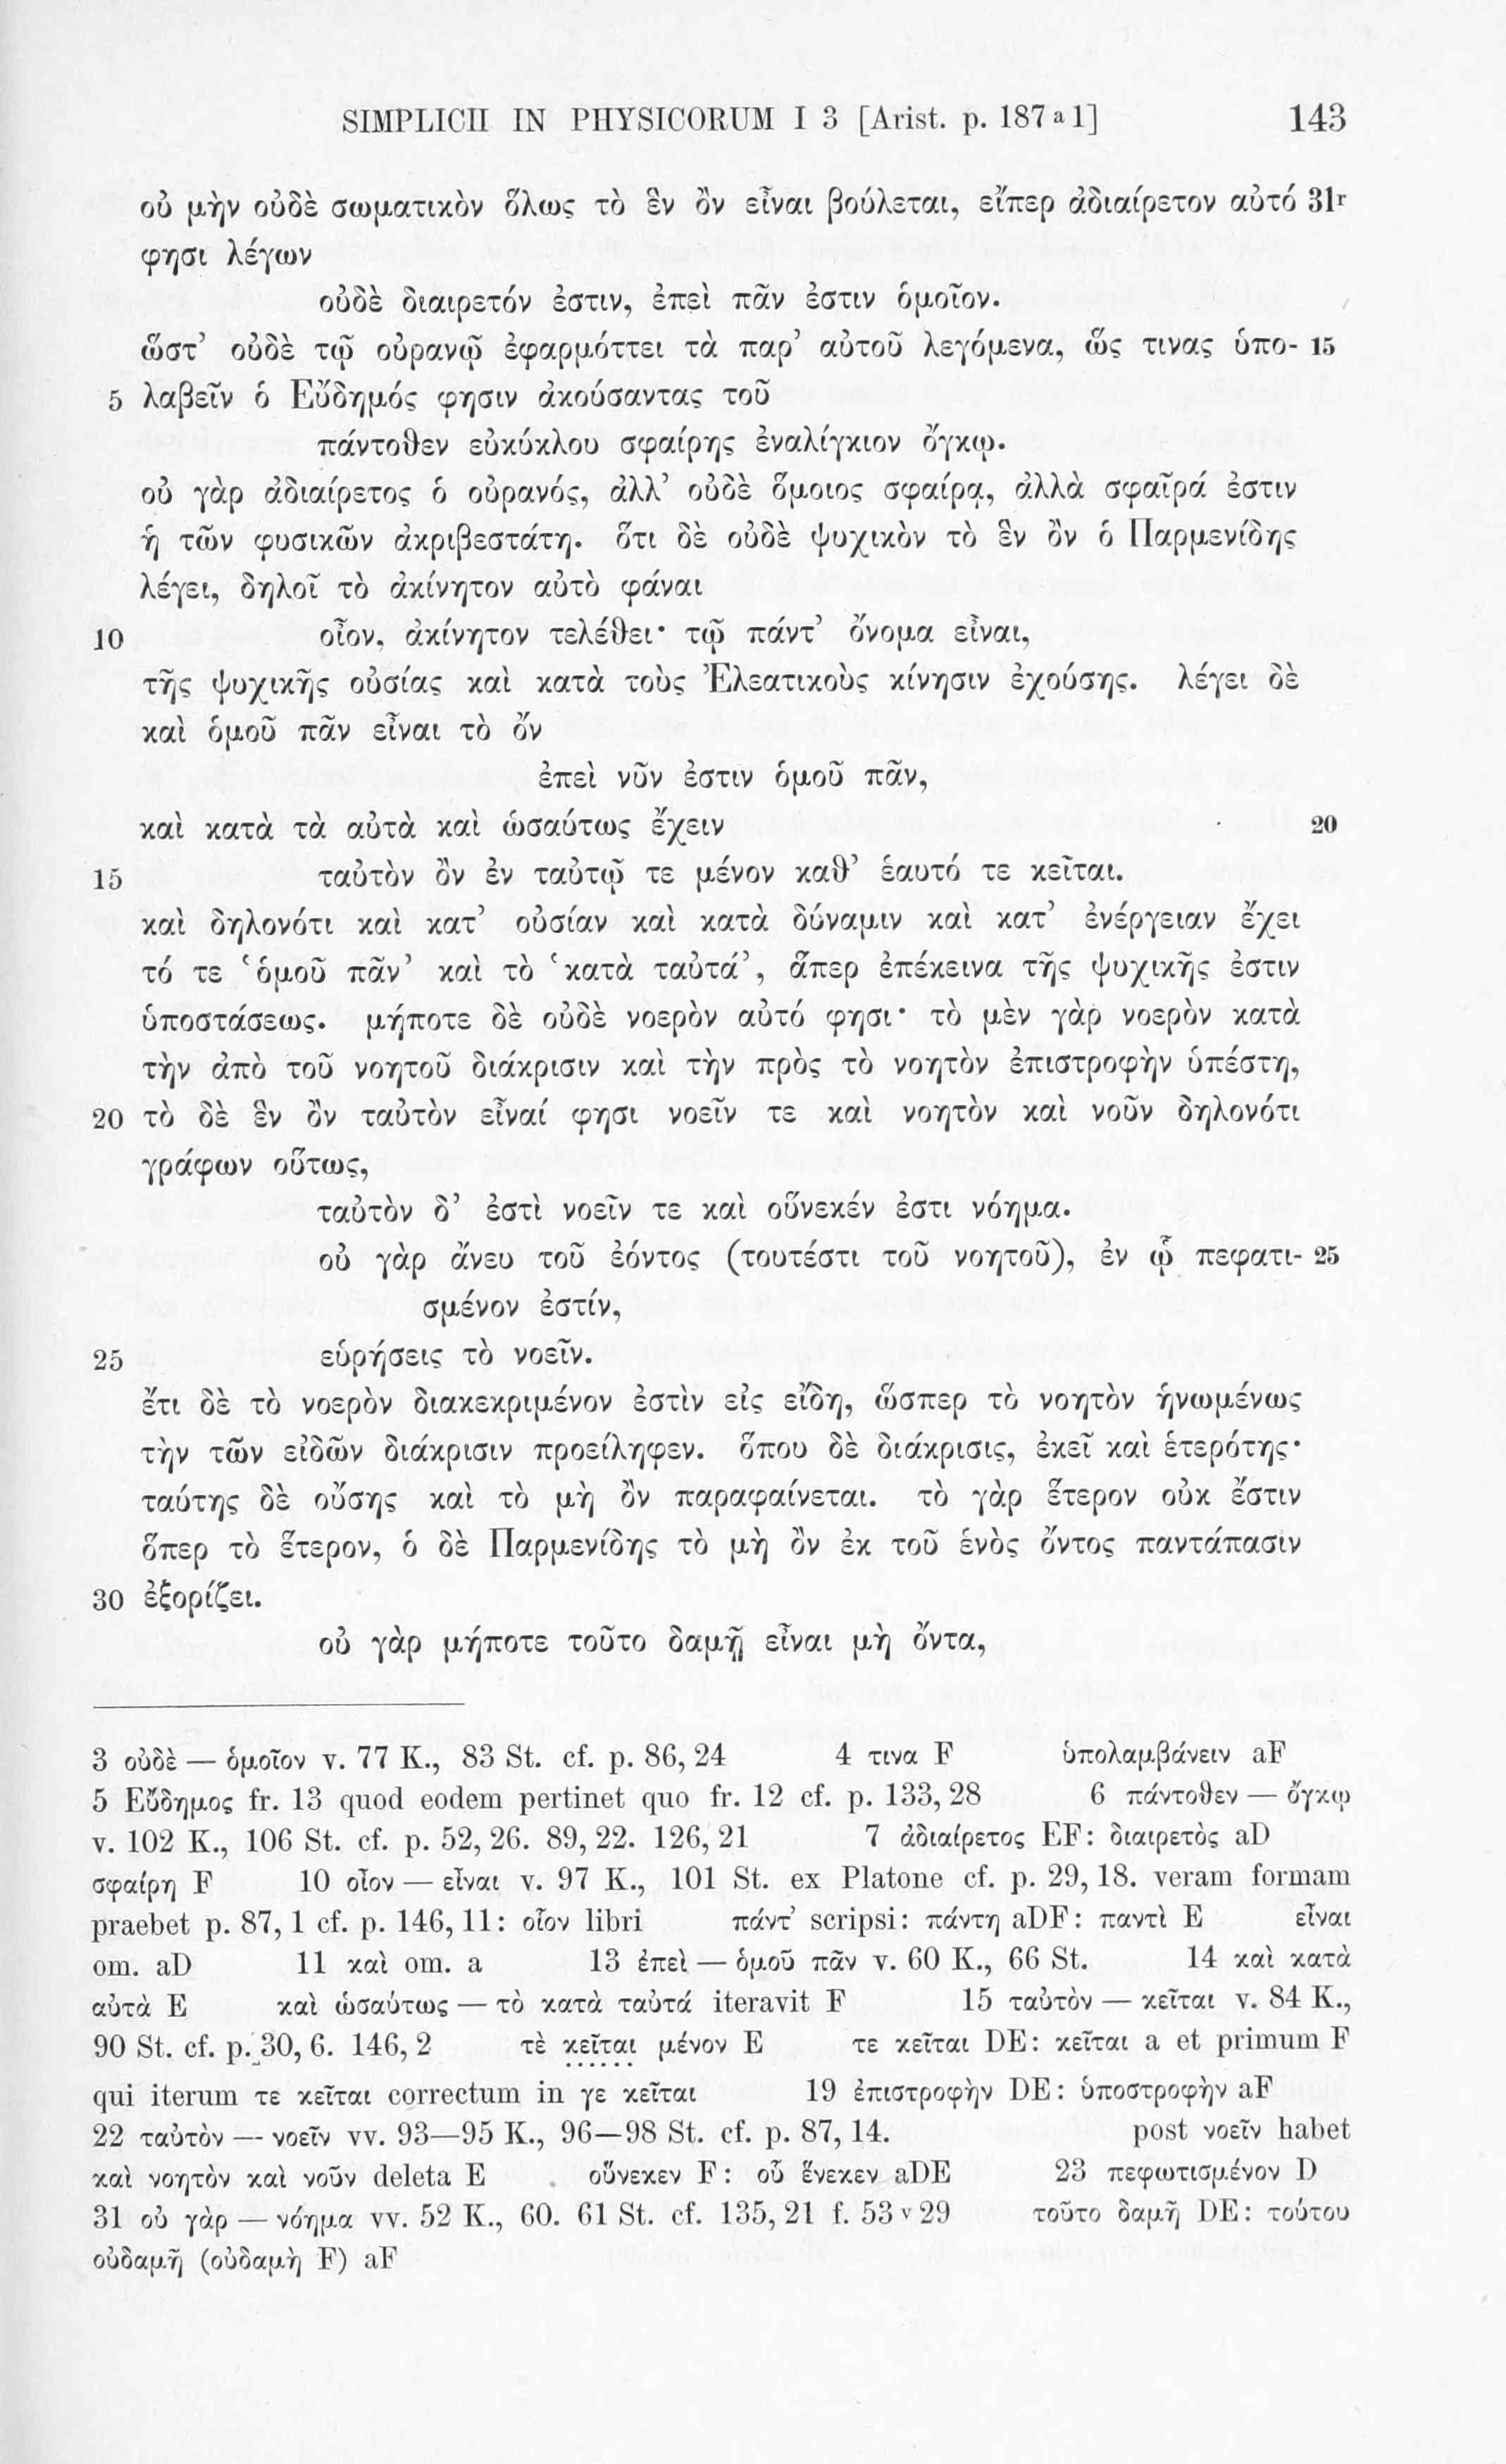 SIMPLICII IN PHYSICORUM I 3 [Arist. p. 187 a 1] 143
οὐ μὴν οὐδὲ σωματικὸν ὅλως τὸ ἓν ὂν εἶναι βούλεται, εἴπερ ἀδιαίρετον αὐτό 31r
φησι λέγων
οὐδὲ διαιρετόν ἐστιν, ἐπεὶ πᾶν ἐστιν ὁμοῖον.
ὥστ’ οὐδὲ τῷ οὐρανῷ ἐφαρμόττει τὰ παρ’ αὐτοῦ λεγόμενα, ὥς τινας ὑπο- 15
5 λαβεῖν ὁ Εὔδημός φησιν ἀκούσαντας τοῦ
πάντοθεν εὐκύκλου σφαίρης ἐναλίγκιον ὄγκῳ.
οὐ γὰρ ἀδιαίρετος ὁ οὐρανός, ἀλλ’ οὐδὲ ὅμοιος σφαίρᾳ, ἀλλὰ σφαῖρά ἐστιν
ἡ τῶν φυσικῶν ἀκριβεστάτη. ὅτι δὲ οὐδὲ ψυχικὸν τὸ ἓν ὂν ὁ Παρμενίδης
λέγει, δηλοῖ τὸ ἀκίνητον αὐτὸ φάναι
10 οἶον, ἀκίνητον τελέθει· τῷ πάντ’ ὄνομα εἶναι,
τῆς ψυχικῆς οὐσίας καὶ κατὰ τοὺς Ἐλεατικοὺς κίνησιν ἐχούσης. λέγει δὲ
καὶ ὁμοῦ πᾶν εἶναι τὸ ὄν
ἐπεὶ νῦν ἐστιν ὁμοῦ πᾶν,
καὶ κατὰ τὰ αὐτὰ καὶ ὡσαύτως ἔχειν 20
15 ταὐτὸν ὂν ἐν ταὐτῷ τε μένον καθ’ ἑαυτό τε κεῖται.
καὶ δηλονότι καὶ κατ’ οὐσίαν καὶ κατὰ δύναμιν καὶ κατ’ ἐνέργειαν ἔχει
τό τε ‘ὁμοῦ πᾶν’ καὶ τὸ ‘κατὰ ταὐτά’, ἅπερ ἐπέκεινα τῆς ψυχικῆς ἐστιν
ὑποστάσεως. μήποτε δὲ οὐδὲ νοερὸν αὐτό φησι· τὸ μὲν γὰρ νοερὸν κατὰ
τὴν ἀπὸ τοῦ νοητοῦ διάκρισιν καὶ τὴν πρὸς τὸ νοητὸν ἐπιστροφὴν ὑπέστη,
20 τὸ δὲ ἓν ὂν ταὐτὸν εἶναί φησι νοεῖν τε καὶ νοητὸν καὶ νοῦν δηλονότι
γράφων οὕτως,
ταὐτὸν δ’ ἐστὶ νοεῖν τε καὶ οὕνεκέν ἐστι νόημα.
οὐ γὰρ ἄνευ τοῦ ἐόντος (τουτέστι τοῦ νοητοῦ), ἐν ᾧ πεφατι- 25
σμένον ἐστίν,
25 εὑρήσεις τὸ νοεῖν.
ἔτι δὲ τὸ νοερὸν διακεκριμένον ἐστὶν εἰς εἴδη, ὥσπερ τὸ νοητὸν ἡνωμένως
τὴν τῶν εἰδῶν διάκρισιν προείληφεν. ὅπου δὲ διάκρισις, ἐκεῖ καὶ ἑτερότης·
ταύτης δὲ οὔσης καὶ τὸ μὴ ὂν παραφαίνεται. τὸ γὰρ ἕτερον οὐκ ἔστιν
ὅπερ τὸ ἕτερον, ὁ δὲ Παρμενίδης τὸ μὴ ὂν ἐκ τοῦ ἑνὸς ὄντος παντάπασιν
30 ἐξορίζει.
οὐ γὰρ μήποτε τοῦτο δαμῇ εἶναι μὴ ὄντα,
3 οὐδὲ — ὁμοῖον v. 77 K., 83 St. cf. p. 86, 24 4 τινα F ὑπολαμβάνειν aF
5 Εὔδημος fr. 13 quod eodem pertinet quo fr. 12 cf. p. 133, 28 6 πάντοθεν — ὄγκῳ
v. 102 K., 106 St. cf. p. 52, 26. 89, 22. 126, 21 7 ἀδιαίρετος EF: διαιρετὸς aD
σφαίρη F 10 οἶον — εἶναι v. 97 K., 101 St. ex Platone cf. p. 29, 18. veram formam
praebet p. 87, 1 cf. p. 146, 11: οἷον libri πάντ’ scripsi: πάντη aDF: παντὶ E εἶναι
om. aD 11 καὶ om. a 13 ἐπεὶ — ὁμοῦ πᾶν v. 60 K., 66 St. 14 καὶ κατὰ
αὐτὰ E καὶ ὡσαύτως — τὸ κατὰ ταὐτά iteravit F 15 ταὐτὸν — κεῖται v. 84 K.,
90 St. cf. p. 30, 6. 146, 2 τὲ κεῖται μένον E τε κεῖται DE: κεῖται a et primum F
qui iterum τε κεῖται correctum in γε κεῖται 19 ἐπιστροφὴν DE: ὑποστροφὴν aF
22 ταὐτὸν — νοεῖν vv. 93—95 K., 96—98 St. cf. p. 87, 14. post νοεῖν habet
καὶ νοητὸν καὶ νοῦν deleta E οὕνεκεν F: οὗ ἕνεκεν aDE 23 πεφωτισμένον D
31 οὐ γὰρ — νόημα vv. 52 K., 60. 61 St. cf. 135, 21 f. 53 v 29 τοῦτο δαμῆ DE: τούτου
οὐδαμῆ (οὐδαμὴ F) aF